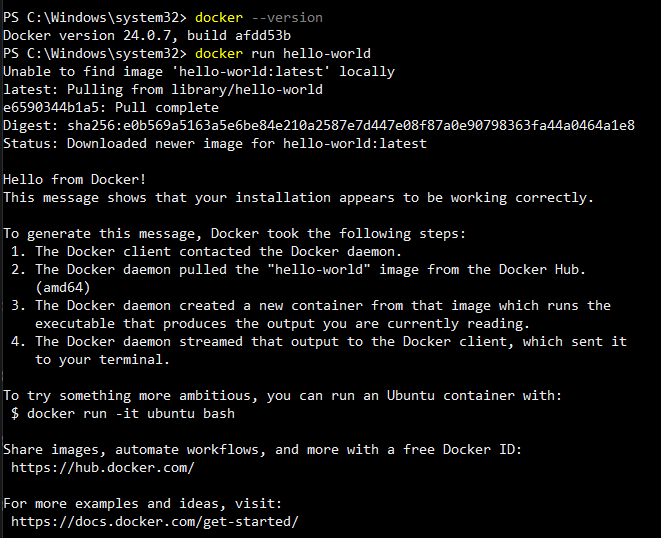 PS C:\Windows\system32> docker --version
Docker version 24.0.7, build afdd53b
PS C:\Windows\system32> docker run hello-world
Unable to find image 'hello-world:latest' locally
latest: Pulling from library/hello-world
e6590344b1a5: Pull complete
Digest: sha256:e0b569a5163a5e6be84e210a2587e7d447e08f87a0e90798363fa44a0464a1e8
Status: Downloaded newer image for hello-world:latest

Hello from Docker!
This message shows that your installation appears to be working correctly.

To generate this message, Docker took the following steps:
 1. The Docker client contacted the Docker daemon.
 2. The Docker daemon pulled the "hello-world" image from the Docker Hub.
    (amd64)
 3. The Docker daemon created a new container from that image which runs the
    executable that produces the output you are currently reading.
 4. The Docker daemon streamed that output to the Docker client, which sent it
    to your terminal.

To try something more ambitious, you can run an Ubuntu container with:
 $ docker run -it ubuntu bash

Share images, automate workflows, and more with a free Docker ID:
 https://hub.docker.com/

For more examples and ideas, visit:
 https://docs.docker.com/get-started/